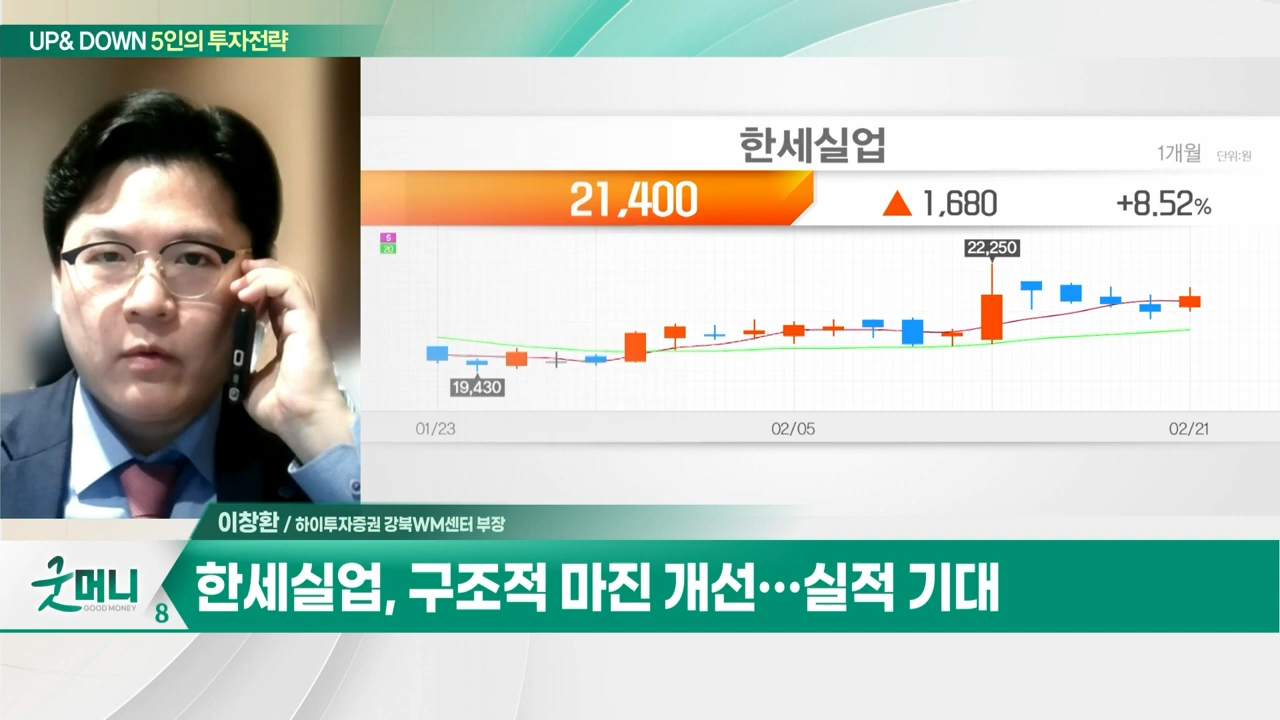 UP& DOWN 5인의 투자전략
한세실업
1개월 단위:원
21,400 ▲ 1,680 +8.52%
5
20
22,250
19,430
01/23 02/05 02/21
이창환 / 하이투자증권 강북WM센터 부장
굿머니
GOOD MONEY
8
한세실업, 구조적 마진 개선…실적 기대